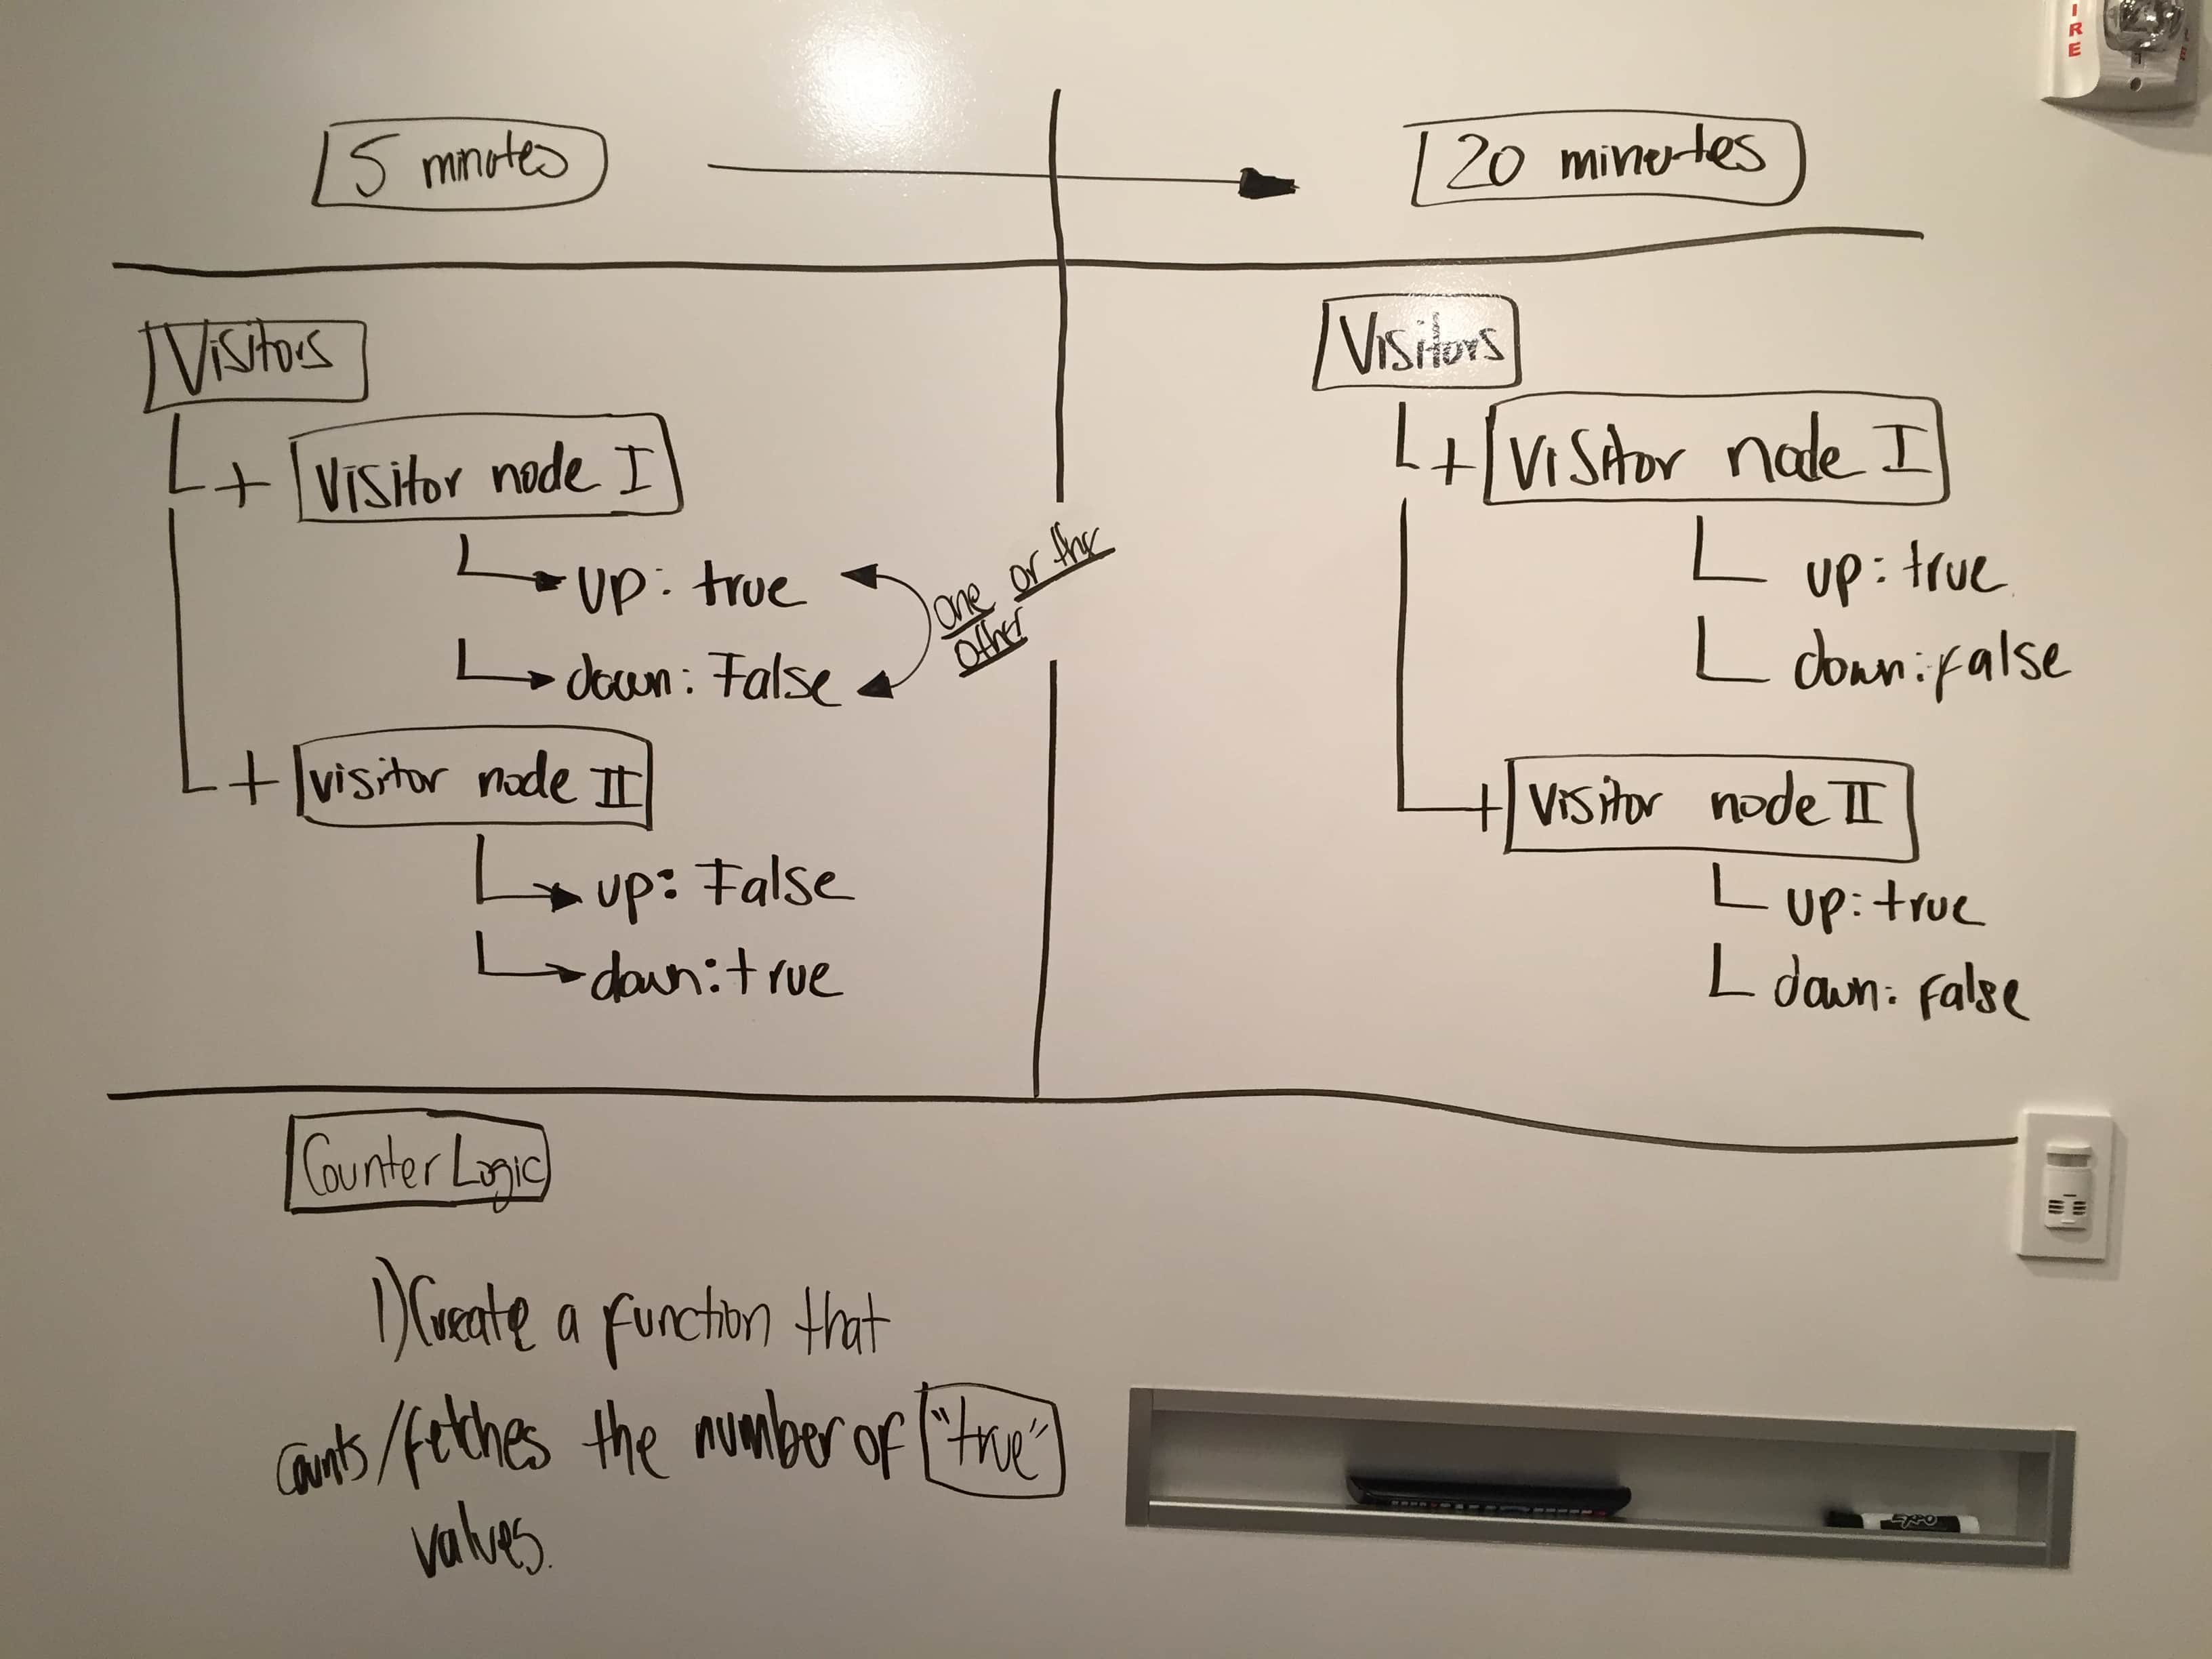 IRE
5 minutes
20 minutes
Visitors
+ Visitor node I
up: true
down: False
one or the
other
+ visitor node II
up: False
down: true
Visitors
+ Visitor node I
up: true
down: false
+ Visitor node II
up: true
down: false
Counter Logic
1) Create a function that
counts/fetches the number of "true"
values.